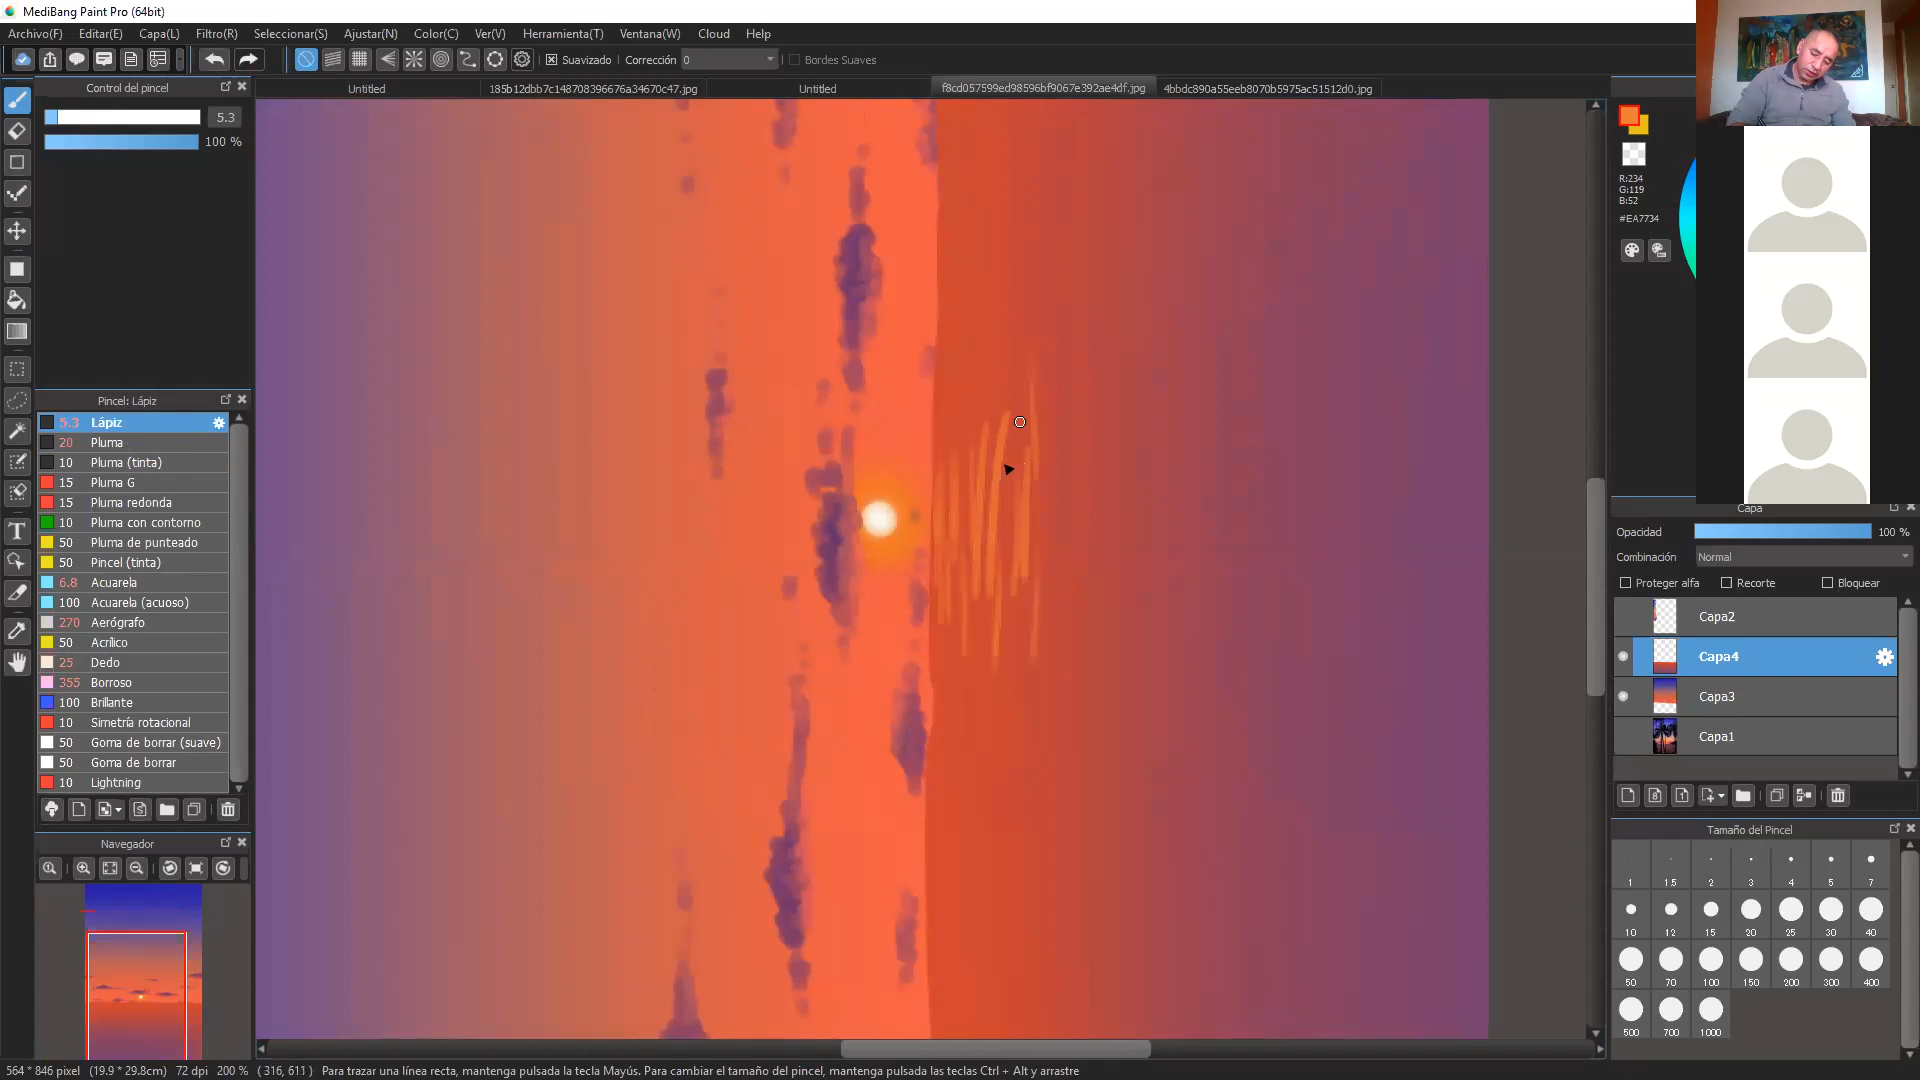 MediBang Paint Pro (64bit)
Archivo(F) Editar(E) Capa(L) Filtro(R) Seleccionar(S) Ajustar(N) Color(C) Ver(V) Herramienta(T) Ventana(W) Cloud Help
Suavizado Corrección 0 Bordes Suaves
Control del pincel
Untitled 185b12dbb7c148708396676a34670c47.jpg Untitled f8cd057599ed98596bf9067e392ae4df.jpg 4bbdc890a55eeb8070b5975ac51512d0.jpg
5.3
100 %
R:234
G:119
B:52
#EA7734
Pincel: Lápiz
5.3 Lápiz
20 Pluma
10 Pluma (tinta)
15 Pluma G
15 Pluma redonda
10 Pluma con contorno
50 Pluma de punteado
50 Pincel (tinta)
6.8 Acuarela
100 Acuarela (acuoso)
270 Aerógrafo
50 Acrílico
25 Dedo
355 Borroso
100 Brillante
10 Simetría rotacional
50 Goma de borrar (suave)
50 Goma de borrar
10 Lightning
Capa
Opacidad 100 %
Combinación Normal
Proteger alfa Recorte Bloquear
Capa2
Capa4
Capa3
Capa1
Navegador
Tamaño del Pincel
1 1.5 2 3 4 5 7
10 12 15 20 25 30 40
50 70 100 150 200 300 400
500 700 1000
564 * 846 pixel (19.9 * 29.8cm) 72 dpi 200 % ( 316, 611 ) Para trazar una línea recta, mantenga pulsada la tecla Mayús. Para cambiar el tamaño del pincel, mantenga pulsadas las teclas Ctrl + Alt y arrastre